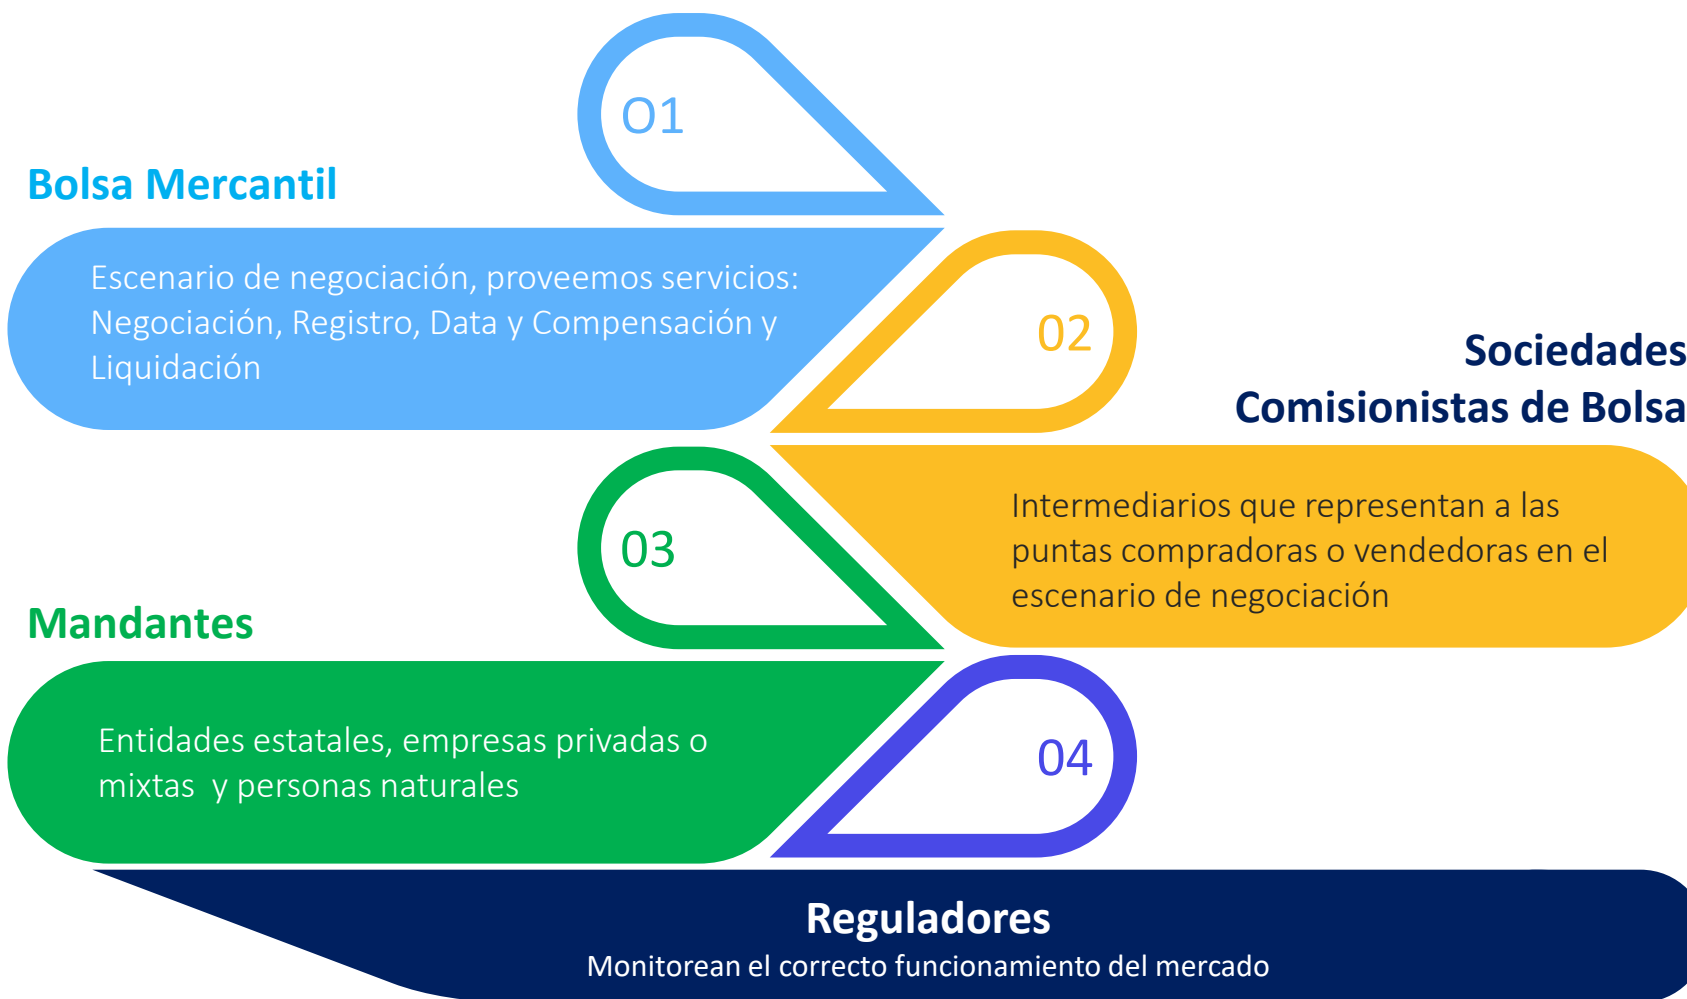 O1
Bolsa Mercantil
Escenario de negociación, proveemos servicios:
Negociación, Registro, Data y Compensación y
Liquidación
02
Sociedades
Comisionistas de Bolsa
Intermediarios que representan a las
puntas compradoras o vendedoras en el
escenario de negociación
03
Mandantes
Entidades estatales, empresas privadas o
mixtas  y personas naturales
04
Reguladores
Monitorean el correcto funcionamiento del mercado